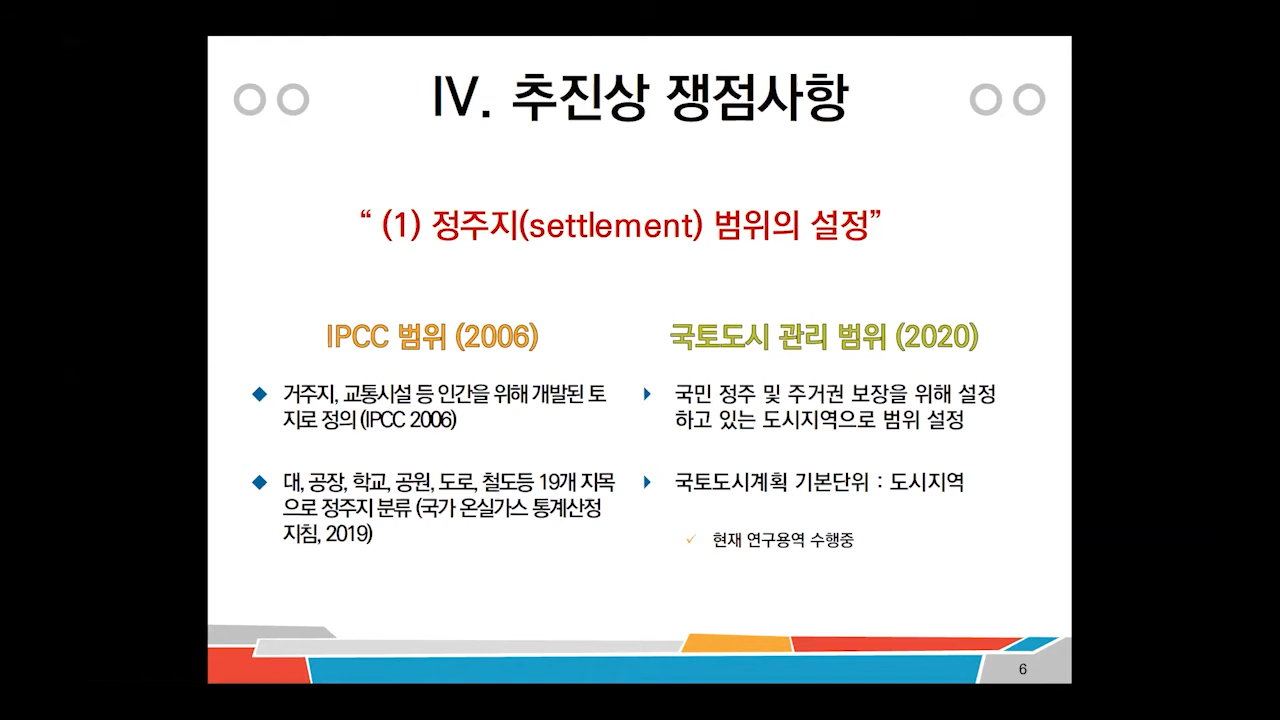 IV. 추진상 쟁점사항
“ (1) 정주지(settlement) 범위의 설정”
IPCC 범위 (2006)
거주지, 교통시설 등 인간을 위해 개발된 토
지로 정의 (IPCC 2006)
대, 공장, 학교, 공원, 도로, 철도등 19개 지목
으로 정주지 분류 (국가 온실가스 통계산정
지침, 2019)
국토도시 관리 범위 (2020)
국민 정주 및 주거권 보장을 위해 설정
하고 있는 도시지역으로 범위 설정
국토도시계획 기본단위 : 도시지역
✓ 현재 연구용역 수행중
6